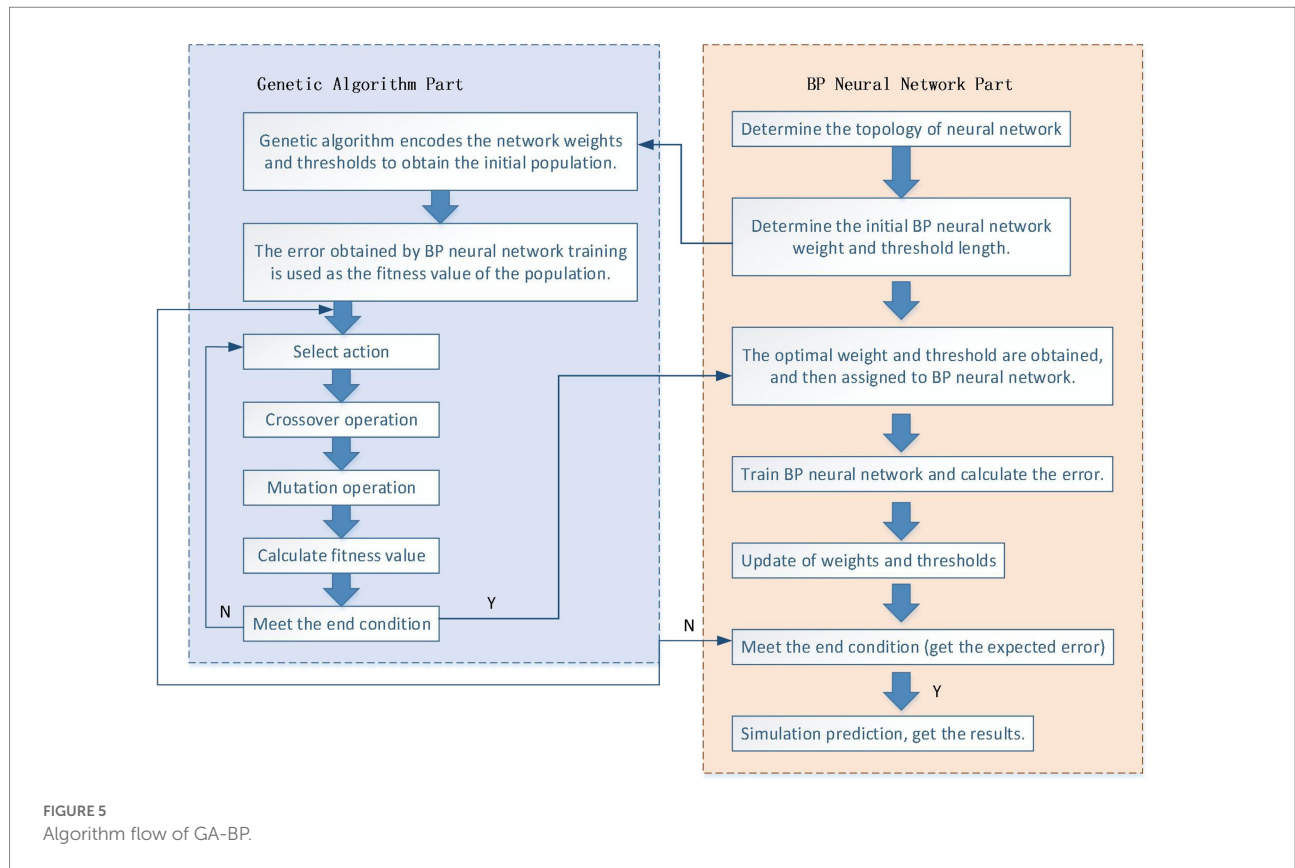 Genetic Algorithm Part
Genetic algorithm encodes the network weights
and thresholds to obtain the initial population.
The error obtained by BP neural network training
is used as the fitness value of the population.
Select action
Crossover operation
Mutation operation
Calculate fitness value
N
Meet the end condition
Y
BP Neural Network Part
Determine the topology of neural network
Determine the initial BP neural network
weight and threshold length.
The optimal weight and threshold are obtained,
and then assigned to BP neural network.
Train BP neural network and calculate the error.
Update of weights and thresholds
N
Meet the end condition (get the expected error)
Y
Simulation prediction, get the results.
FIGURE 5
Algorithm flow of GA-BP.